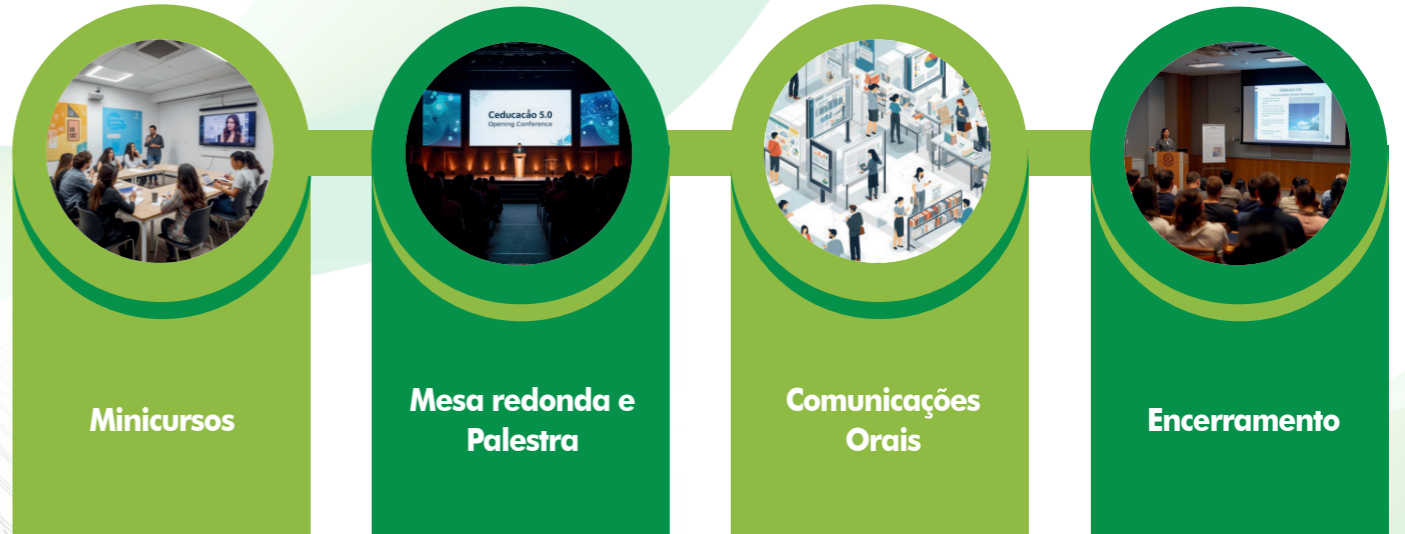 Ceducacão 5.0
Opening Conference
Minicursos
Mesa redonda e
Palestra
Comunicações
Orais
Encerramento